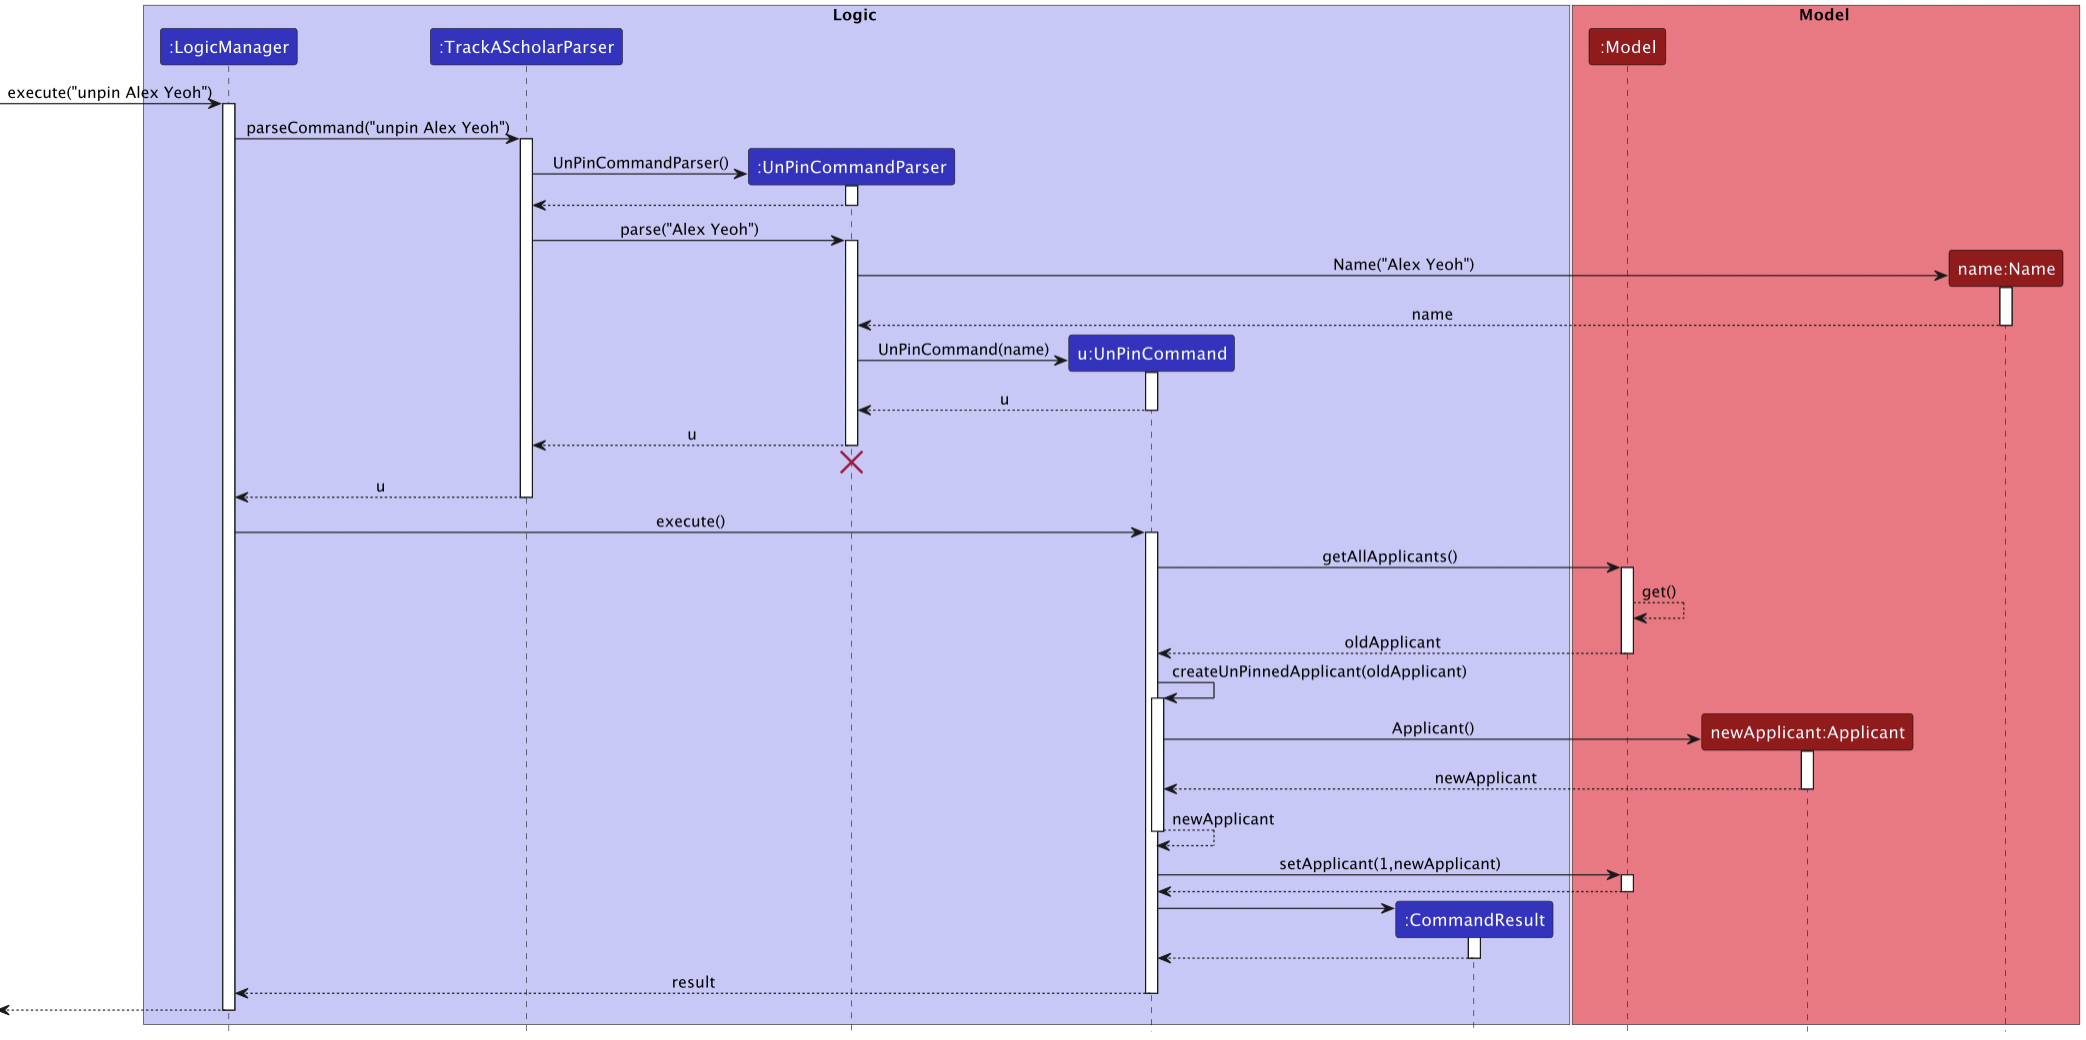 Logic
Model
:LogicManager
:TrackAScholarParser
:Model
execute("unpin Alex Yeoh")
parseCommand("unpin Alex Yeoh")
UnPinCommandParser()
:UnPinCommandParser
parse("Alex Yeoh")
Name("Alex Yeoh")
name:Name
name
UnPinCommand(name)
u:UnPinCommand
u
u
u
execute()
getAllApplicants()
get()
oldApplicant
createUnPinnedApplicant(oldApplicant)
Applicant()
newApplicant:Applicant
newApplicant
newApplicant
setApplicant(1,newApplicant)
:CommandResult
result